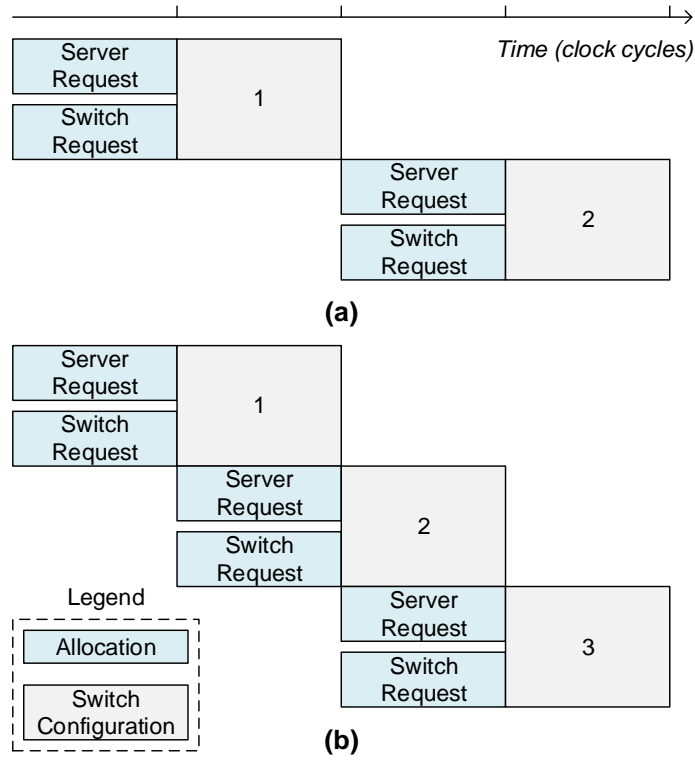 Time (clock cycles)
Server
Request
Switch
Request
1
Server
Request
Switch
Request
2
(a)
Server
Request
Switch
Request
1
Server
Request
Switch
Request
2
Server
Request
Switch
Request
3
Legend
Allocation
Switch
Configuration
(b)